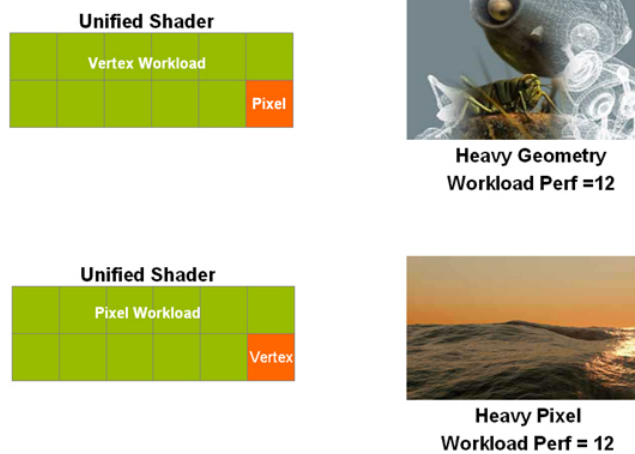 Unified Shader
Vertex Workload
Pixel
Heavy Geometry
Workload Perf =12
Unified Shader
Pixel Workload
Vertex
Heavy Pixel
Workload Perf = 12